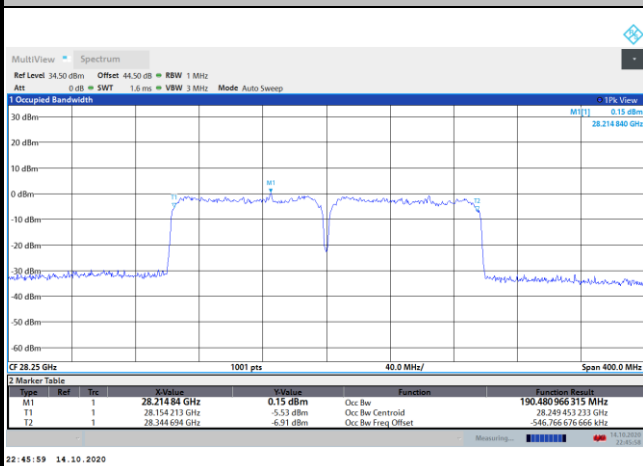 MultiView Spectrum
Ref Level 34.50 dBm Offset 44.50 dB RBW 1 MHz
Att 0 dB SWT 1.6 ms VBW 3 MHz Mode Auto Sweep
1 Occupied Bandwidth 1Pk View
M1[1] 0.15 dBm
28.214 840 GHz
30 dBm
20 dBm
10 dBm
M1
T1 T2
0 dBm
-10 dBm
-20 dBm
-30 dBm
-40 dBm
-50 dBm
-60 dBm
CF 28.25 GHz 1001 pts 40.0 MHz/ Span 400.0 MHz
2 Marker Table
Type Ref Trc X-Value Y-Value Function Function Result
M1 1 28.214 84 GHz 0.15 dBm Occ Bw 190.480 966 315 MHz
T1 1 28.154 213 GHz -5.53 dBm Occ Bw Centroid 28.249 453 233 GHz
T2 1 28.344 694 GHz -6.91 dBm Occ Bw Freq Offset -546.766 676 666 kHz
Measuring... 14.10.2020
22:45:58
22:45:59 14.10.2020